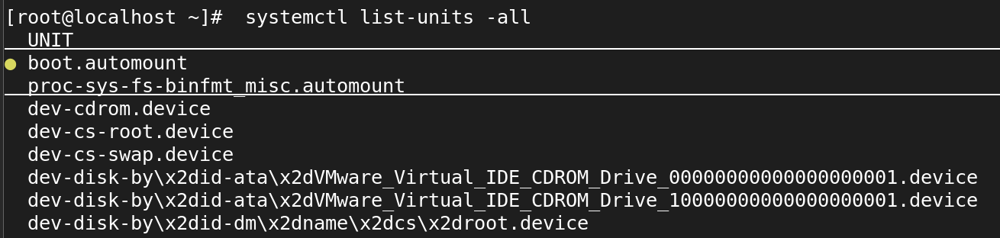 [root@localhost ~]#  systemctl list-units -all
  UNIT
● boot.automount
  proc-sys-fs-binfmt_misc.automount
  dev-cdrom.device
  dev-cs-root.device
  dev-cs-swap.device
  dev-disk-by\x2did-ata\x2dVMware_Virtual_IDE_CDROM_Drive_00000000000000000001.device
  dev-disk-by\x2did-ata\x2dVMware_Virtual_IDE_CDROM_Drive_10000000000000000001.device
  dev-disk-by\x2did-dm\x2dname\x2dcs\x2droot.device